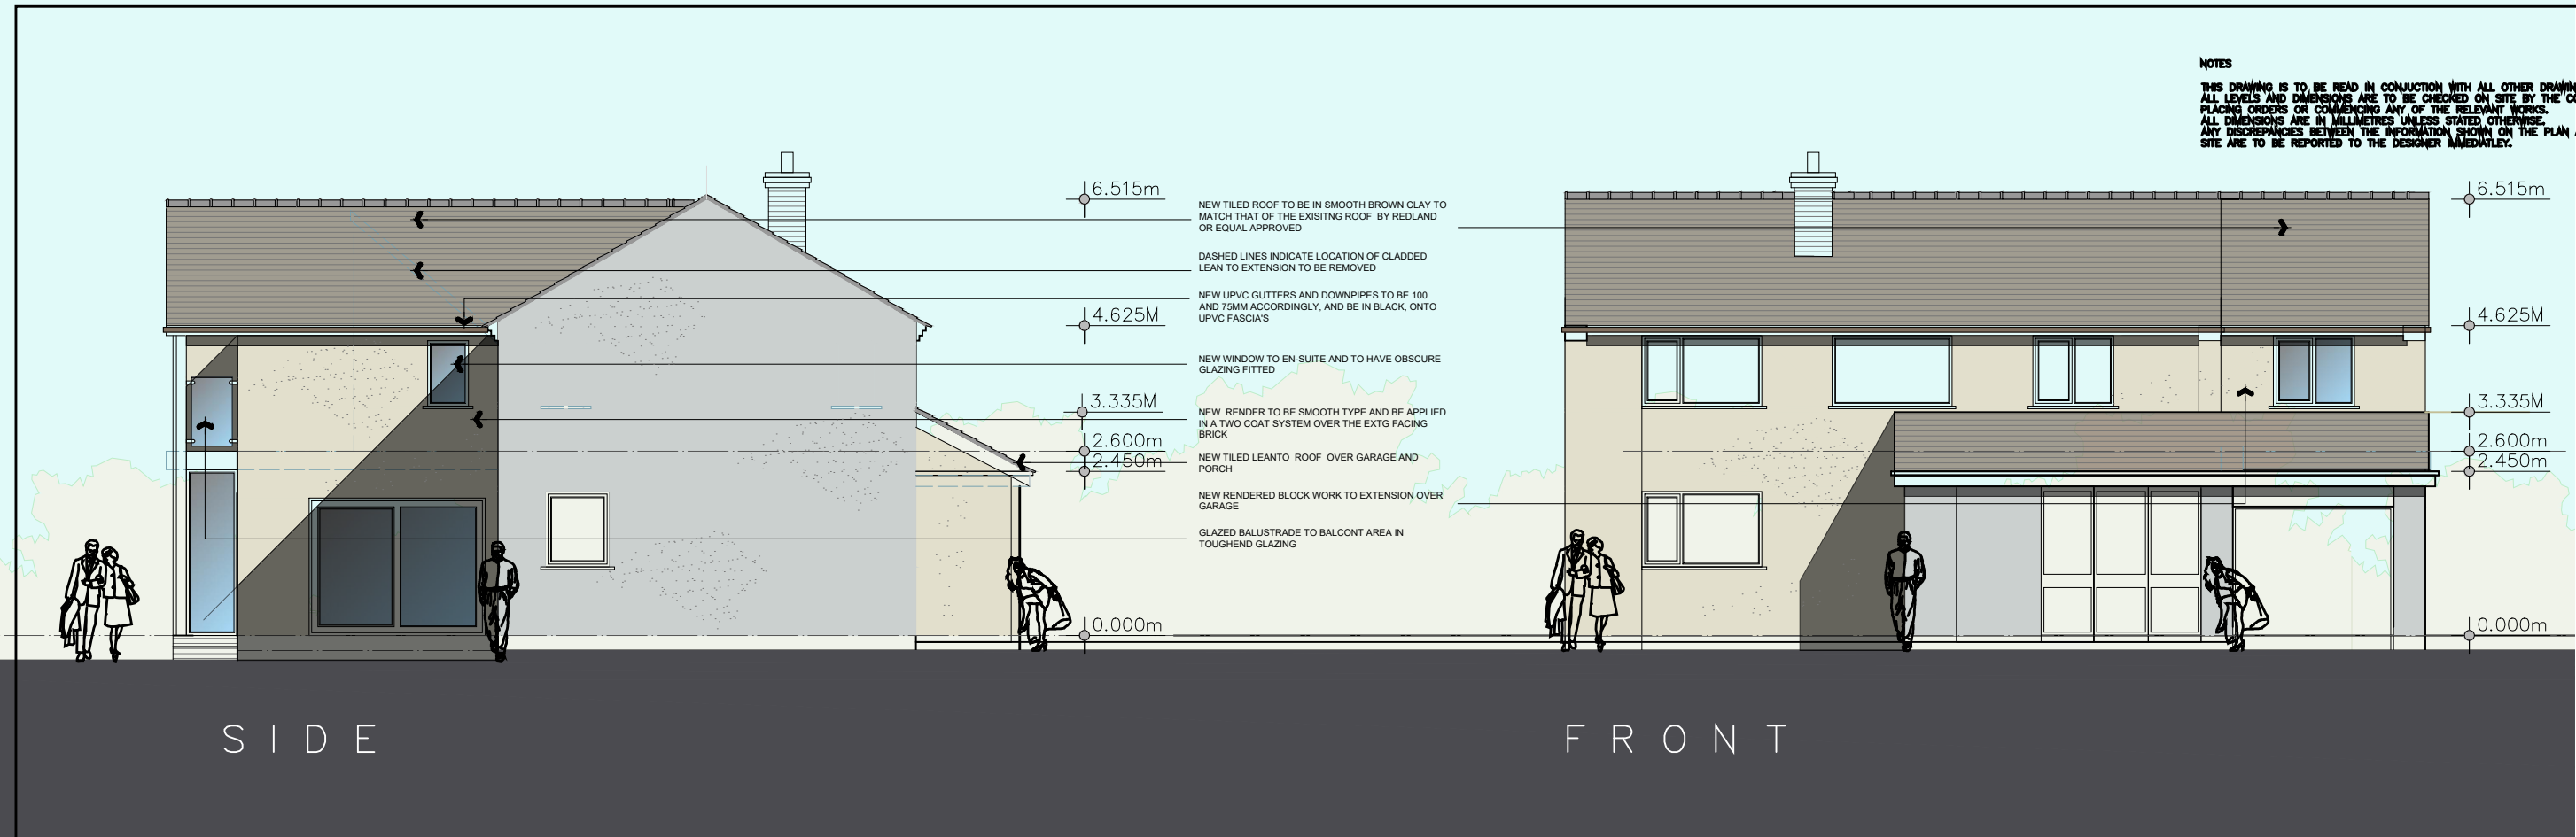 NOTES
THIS DRAWING IS TO BE READ IN CONJUCTION WITH ALL OTHER
ALL LEVELS AND DIMENSIONS ARE TO BE CHECKED ON SITE BY THE
PLACING ORDERS OR COMMENCING ANY OF THE RELEVANT WORKS.
ALL DIMENSIONS ARE IN MILLIMETRES UNLESS STATED OTHERWISE.
ANY DISCREPANCIES BETWEEN THE INFORMATION SHOWN ON THE PLAN
SITE ARE TO BE REPORTED TO THE DESIGNER IMMEDIATLEY.
6.515m
4.625M
3.335M
2.600m
2.450m
0.000m
NEW TILED ROOF TO BE IN SMOOTH BROWN CLAY TO
MATCH THAT OF THE EXISITNG ROOF BY REDLAND
OR EQUAL APPROVED
DASHED LINES INDICATE LOCATION OF CLADDED
LEAN TO EXTENSION TO BE REMOVED
NEW UPVC GUTTERS AND DOWNPIPES TO BE 100
AND 75MM ACCORDINGLY, AND BE IN BLACK, ONTO
UPVC FASCIA'S
NEW WINDOW TO EN-SUITE AND TO HAVE OBSCURE
GLAZING FITTED
NEW RENDER TO BE SMOOTH TYPE AND BE APPLIED
IN A TWO COAT SYSTEM OVER THE EXTG FACING
BRICK
NEW TILED LEANTO ROOF OVER GARAGE AND
PORCH
NEW RENDERED BLOCK WORK TO EXTENSION OVER
GARAGE
GLAZED BALUSTRADE TO BALCONT AREA IN
TOUGHEND GLAZING
6.515m
4.625M
3.335M
2.600m
2.450m
0.000m
SIDE
FRONT